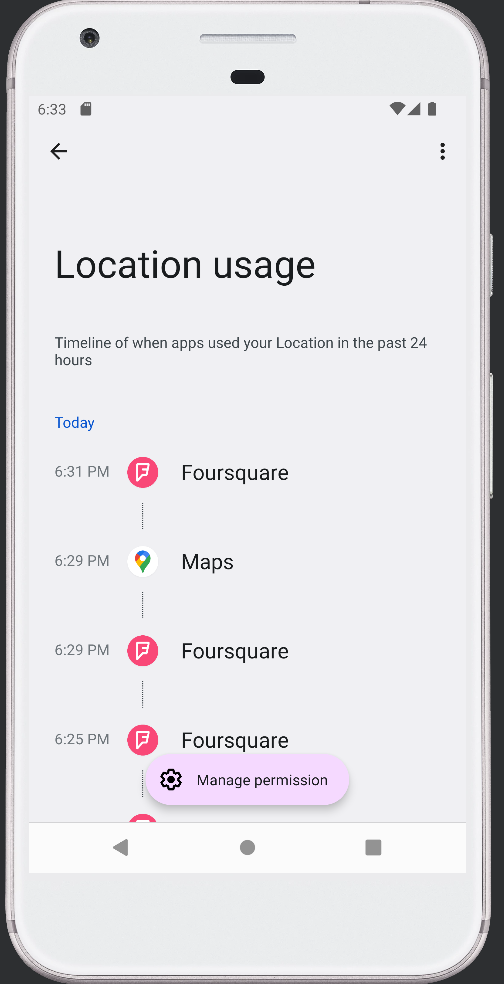 6:33
Location usage
Timeline of when apps used your Location in the past 24
hours
Today
6:31 PM Foursquare
6:29 PM Maps
6:29 PM Foursquare
6:25 PM Foursquare
Manage permission